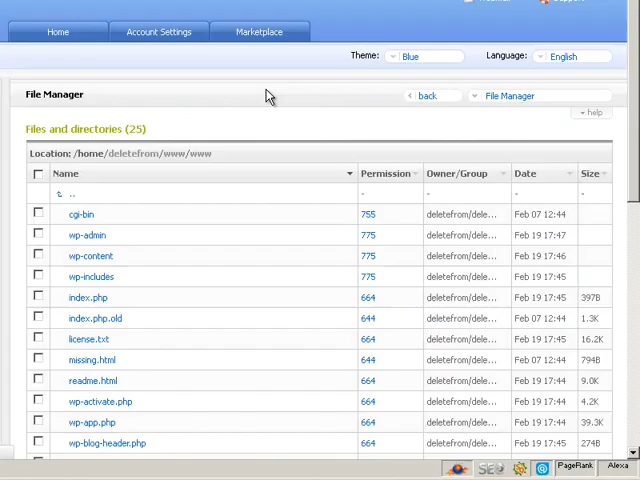 Support
Home Account Settings Marketplace
Theme: Blue Language: English
File Manager back File Manager
help
Files and directories (25)
Location: /home/deletefrom/www/www
Name Permission Owner/Group Date Size
.. - - - -
cgi-bin 755 deletefrom/dele... Feb 07 12:44
wp-admin 775 deletefrom/dele... Feb 19 17:47
wp-content 775 deletefrom/dele... Feb 19 17:46
wp-includes 775 deletefrom/dele... Feb 19 17:45
index.php 664 deletefrom/dele... Feb 19 17:45 397B
index.php.old 644 deletefrom/dele... Feb 19 17:44 1.3K
license.txt 664 deletefrom/dele... Feb 19 17:45 16.2K
missing.html 644 deletefrom/dele... Feb 07 12:44 794B
readme.html 664 deletefrom/dele... Feb 19 17:44 9.0K
wp-activate.php 664 deletefrom/dele... Feb 19 17:44 4.2K
wp-app.php 664 deletefrom/dele... Feb 19 17:44 39.3K
wp-blog-header.php 664 deletefrom/dele... Feb 19 17:45 274B
SEO @ PageRank Alexa